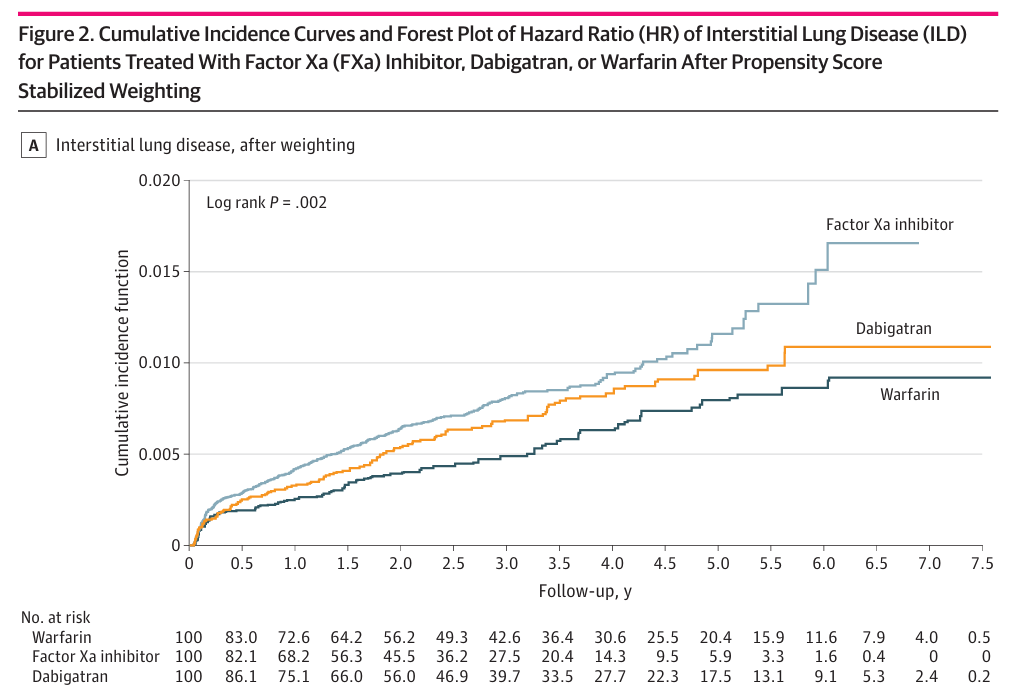 Figure 2. Cumulative Incidence Curves and Forest Plot of Hazard Ratio (HR) of Interstitial Lung Disease (ILD)
for Patients Treated With Factor Xa (FXa) Inhibitor, Dabigatran, or Warfarin After Propensity Score
Stabilized Weighting
A Interstitial lung disease, after weighting
0.020
Log rank P = .002
Factor Xa inhibitor
0.015
Dabigatran
0.010
Warfarin
0.005
0
Cumulative incidence function
0 0.5 1.0 1.5 2.0 2.5 3.0 3.5 4.0 4.5 5.0 5.5 6.0 6.5 7.0 7.5
Follow-up, y
No. at risk
Warfarin 100 83.0 72.6 64.2 56.2 49.3 42.6 36.4 30.6 25.5 20.4 15.9 11.6 7.9 4.0 0.5
Factor Xa inhibitor 100 82.1 68.2 56.3 45.5 36.2 27.5 20.4 14.3 9.5 5.9 3.3 1.6 0.4 0 0
Dabigatran 100 86.1 75.1 66.0 56.0 46.9 39.7 33.5 27.7 22.3 17.5 13.1 9.1 5.3 2.4 0.2